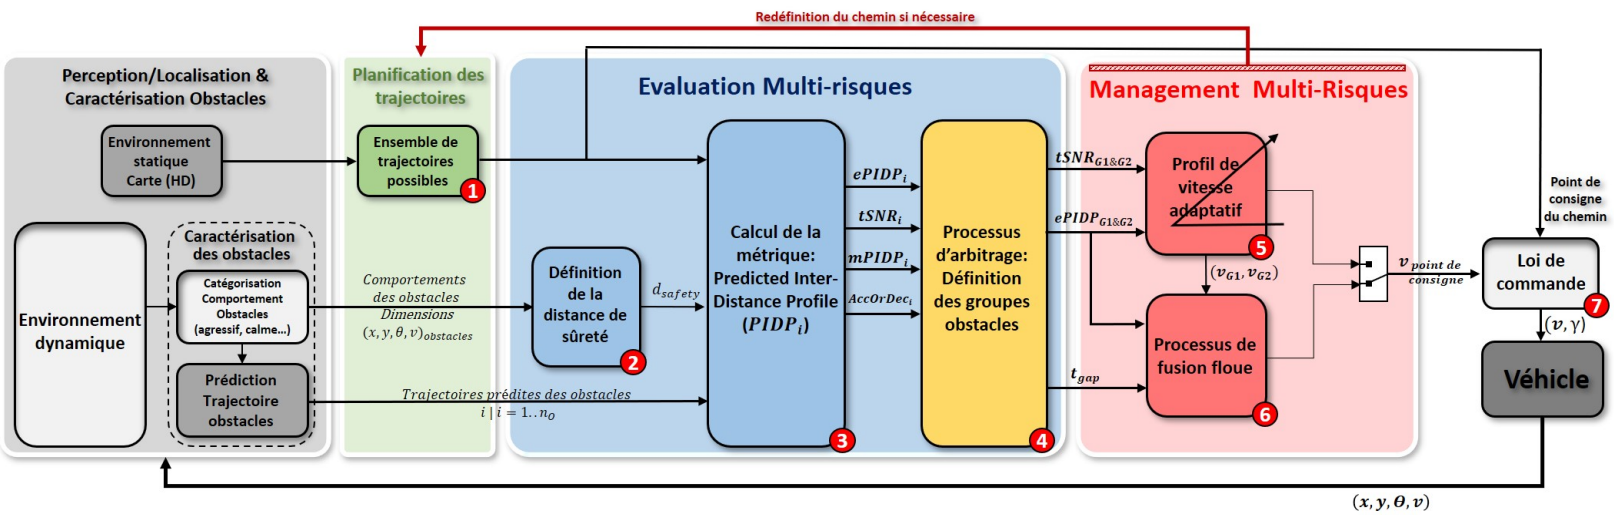 Redéfinition du chemin si nécessaire
Perception/Localisation &
Caractérisation Obstacles
Environnement
statique
Carte (HD)
Environnement
dynamique
Caractérisation
des obstacles
Catégorisation
Comportement
Obstacles
(agressif, calme...)
Prédiction
Trajectoire
obstacles
Planification des
trajectoires
Ensemble de
trajectoires
possibles
1
Comportements
des obstacles
Dimensions
(x, y, θ, v)obstacles
Trajectoires prédites des obstacles
i | i = 1..nO
Evaluation Multi-risques
Définition
de la
distance de
sûreté
2
dsafety
Calcul de la
métrique:
Predicted Inter-
Distance Profile
(PIDPi)
3
ePIDPi
tSNRi
mPIDPi
AccOrDeci
Processus
d'arbitrage:
Définition
des groupes
obstacles
4
tSNRG1&G2
ePIDPG1&G2
tgap
Management Multi-Risques
Profil de
vitesse
adaptatif
5
(vG1, vG2)
Processus de
fusion floue
6
v point de
consigne
Point de
consigne
du chemin
Loi de
commande
7
(v, γ)
Véhicle
(x, y, θ, v)